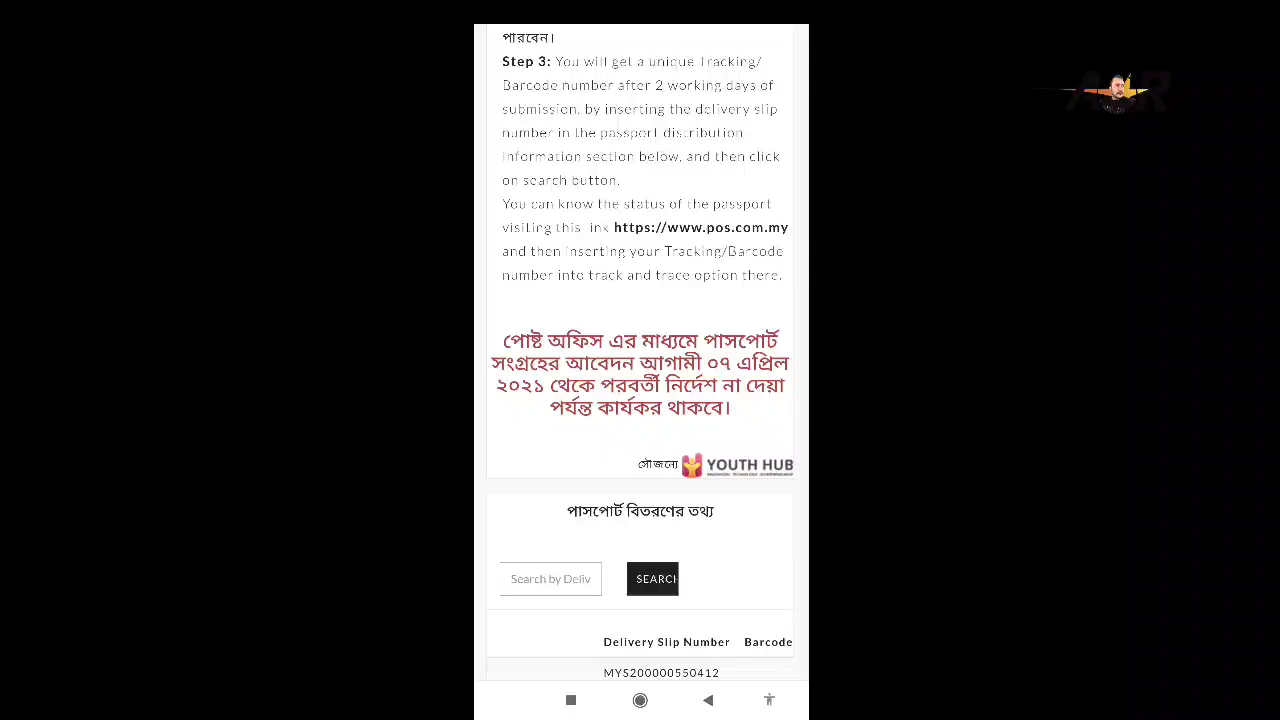 পারবেন।
Step 3: You will get a unique Tracking/
Barcode number after 2 working days of
submission, by inserting the delivery slip
number in the passport distribution
information section below, and then click
on search button.
You can know the status of the passport
visiting this link https://www.pos.com.my
and then inserting your Tracking/Barcode
number into track and trace option there.
পোষ্ট অফিস এর মাধ্যমে পাসপোর্ট
সংগ্রহের আবেদন আগামী ০৭ এপ্রিল
২০২১ থেকে পরবর্তী নির্দেশ না দেয়া
পর্যন্ত কার্যকর থাকবে।
সৌজন্যে YOUTH HUB
পাসপোর্ট বিতরণের তথ্য
Search by Deliv SEARCH
Delivery Slip Number Barcode
MYS200000550412